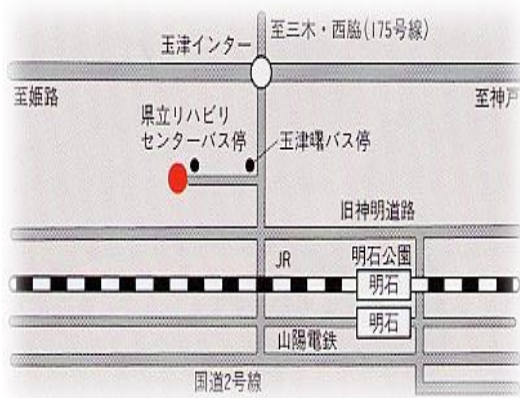 至三木・西脇(175号線)
玉津インター
至姫路
至神戸
県立リハビリ
センターバス停
玉津曙バス停
旧神明道路
JR
明石公園
明石
明石
山陽電鉄
国道2号線